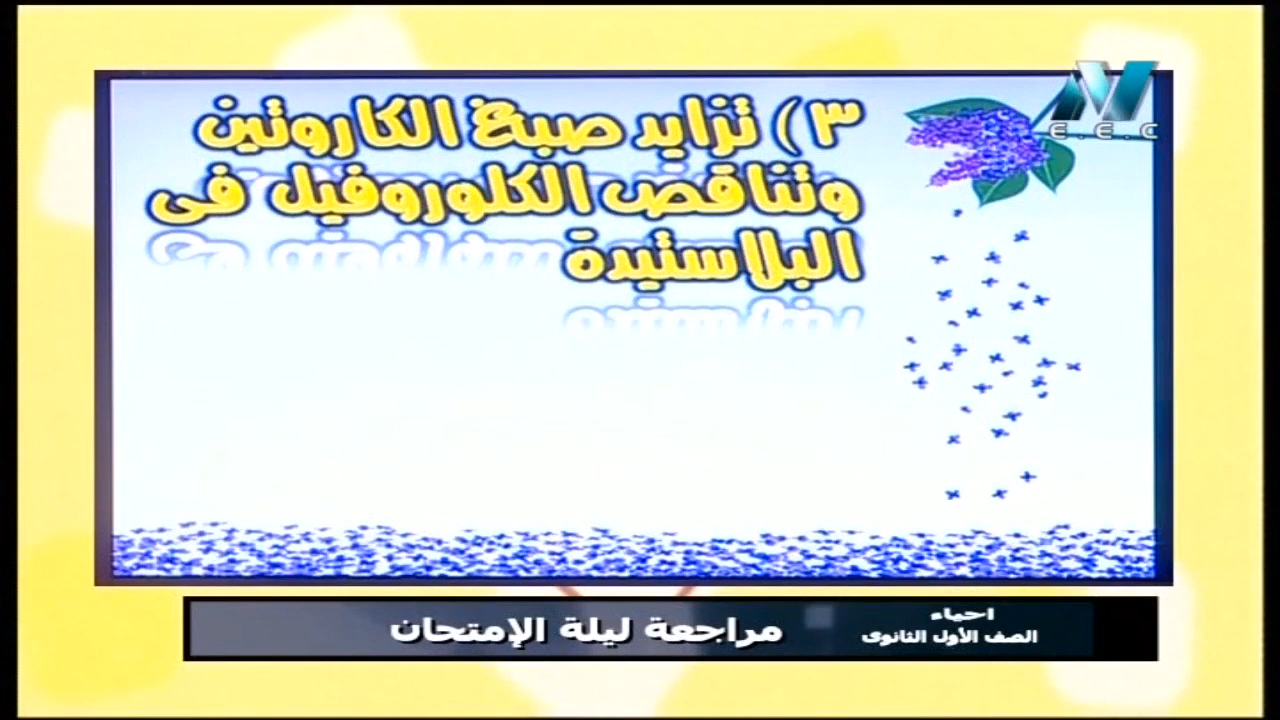 ٣) تزايد صبغ الكاروتين
وتناقص الكلوروفيل فى
البلاستيدة
E.E.C
احياء
الصف الأول الثانوى
مراجعة ليلة الإمتحان